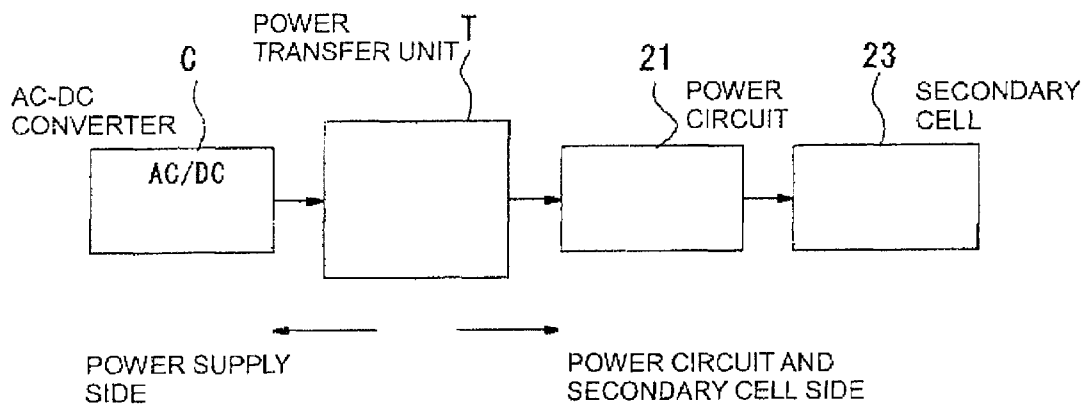 POWER
TRANSFER UNIT
T
C
21
23
AC-DC
CONVERTER
POWER
CIRCUIT
SECONDARY
CELL
AC/DC
POWER SUPPLY
SIDE
POWER CIRCUIT AND
SECONDARY CELL SIDE